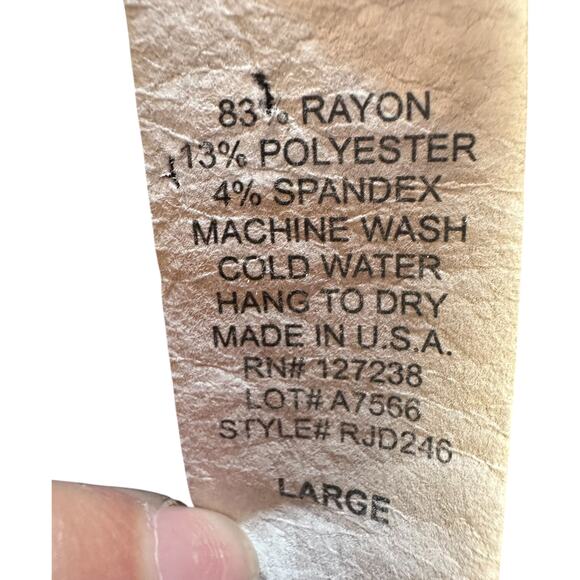 83% RAYON
13% POLYESTER
4% SPANDEX
MACHINE WASH
COLD WATER
HANG TO DRY
MADE IN U.S.A.
RN# 127238
LOT# A7566
STYLE# RJD246
LARGE